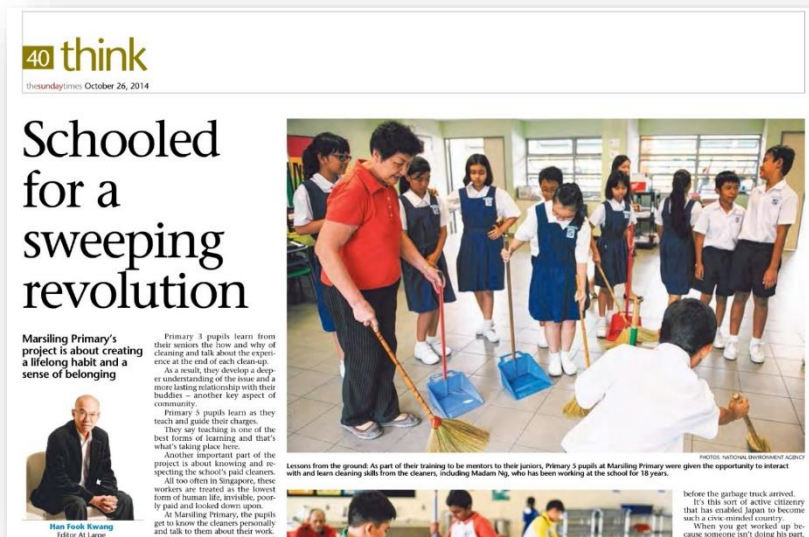 40 think
thesundaytimes October 26, 2014
Schooled
for a
sweeping
revolution
Marsiling Primary's
project is about creating
a lifelong habit and a
sense of belonging
Han Fook Kwang
Editor At Large
Primary 3 pupils learn from
their seniors the how and why of
cleaning and talk about the experi-
ence at the end of each clean-up.
As a result, they develop a deep-
er understanding of the issue and a
more lasting relationship with their
buddies – another key aspect of
community.
Primary 5 pupils learn as they
teach and guide their charges.
They say teaching is one of the
best forms of learning and that's
what's taking place here.
Another important part of the
project is about knowing and re-
specting the school's paid cleaners.
All too often in Singapore, these
workers are treated as the lowest
form of human life, invisible, poor-
ly paid and looked down upon.
At Marsiling Primary, the pupils
get to know the cleaners personally
and talk to them about their work.
PHOTOS: NATIONAL ENVIRONMENT AGENCY
Lessons from the ground: As part of their training to be mentors to their juniors, Primary 5 pupils at Marsiling Primary were given the opportunity to interact
with and learn cleaning skills from the cleaners, including Madam Ng, who has been working at the school for 18 years.
before the garbage truck arrived.
It's this sort of active citizenry
that has enabled Japan to become
such a civic-minded country.
When you get worked up be-
cause someone isn't doing his part,